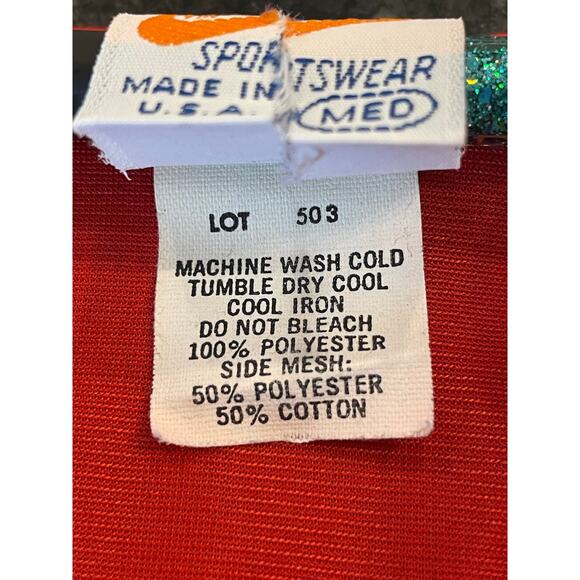 SPORTSWEAR
MADE IN
U.S.A. MED
LOT 503
MACHINE WASH COLD
TUMBLE DRY COOL
COOL IRON
DO NOT BLEACH
100% POLYESTER
SIDE MESH:
50% POLYESTER
50% COTTON